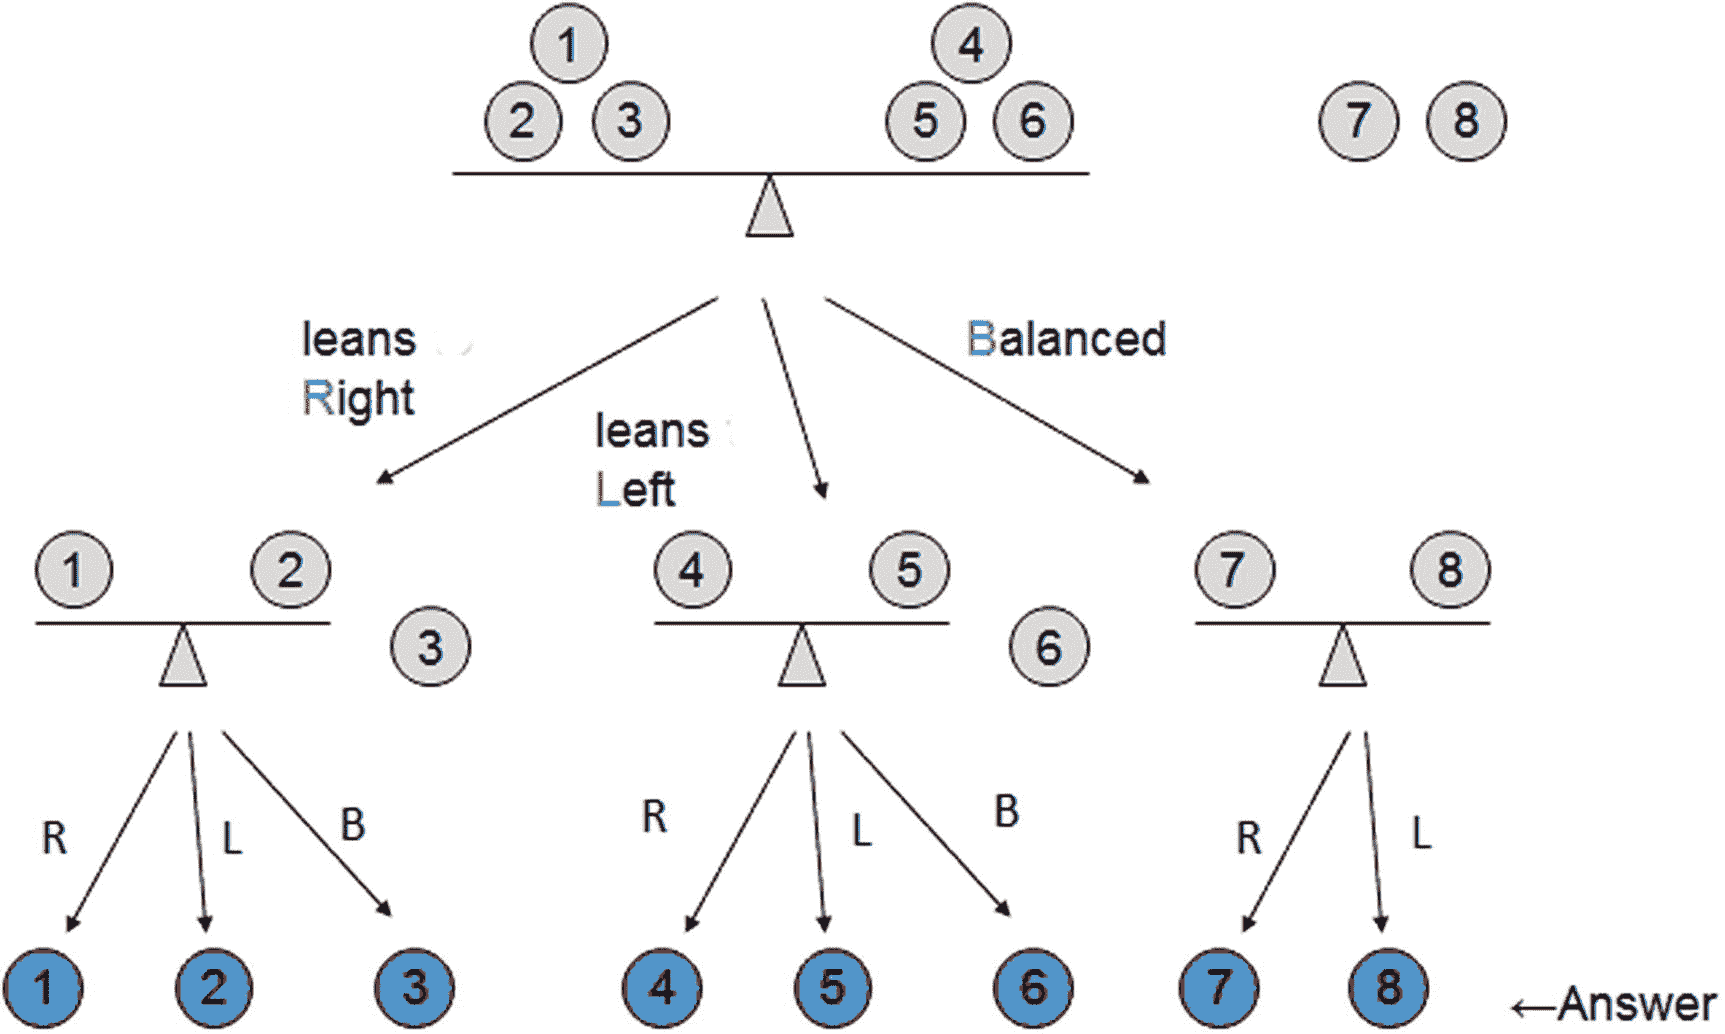 1
4
2 3
5 6
7 8
leans
Right
Balanced
leans
Left
1 2
3
4 5
6
7 8
R L B
R L B
R L
1 2 3 4 5 6 7 8
←Answer